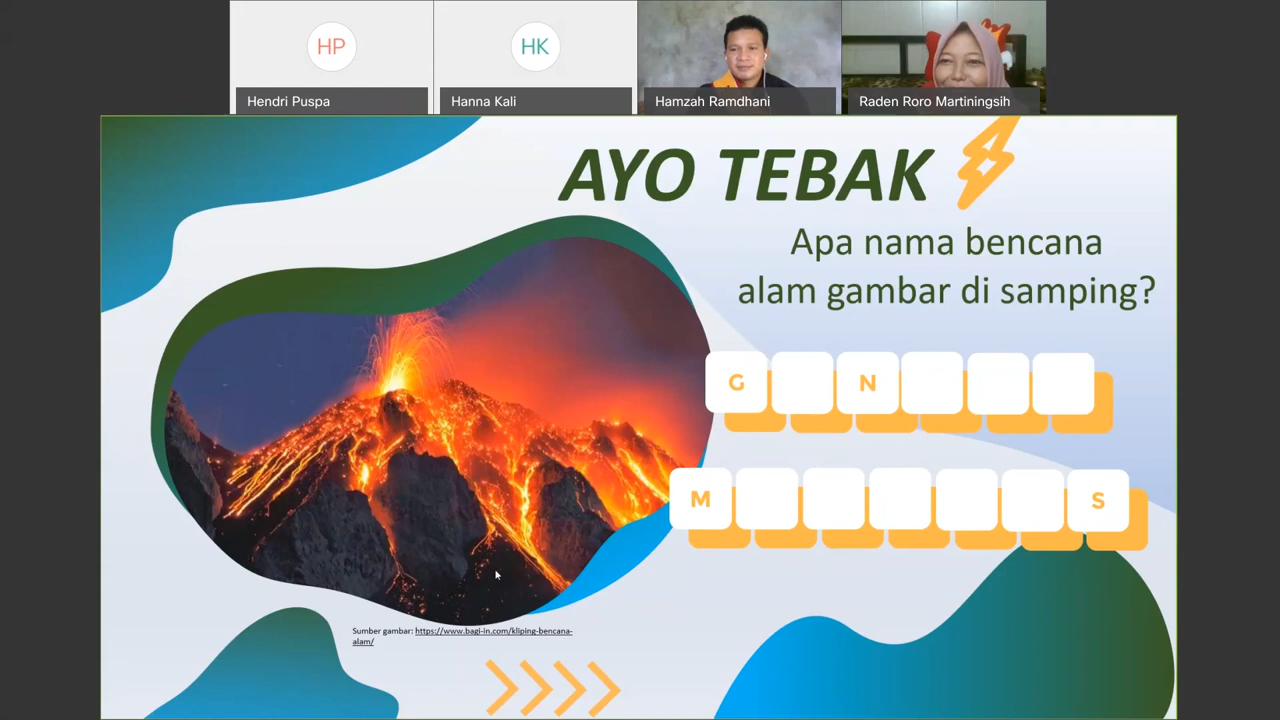 HP
HK
Hendri Puspa
Hanna Kali
Hamzah Ramdhani
Raden Roro Martiningsih
AYO TEBAK
Apa nama bencana
alam gambar di samping?
G N
M S
Sumber gambar: https://www.bagi-in.com/kliping-bencana-
alam/